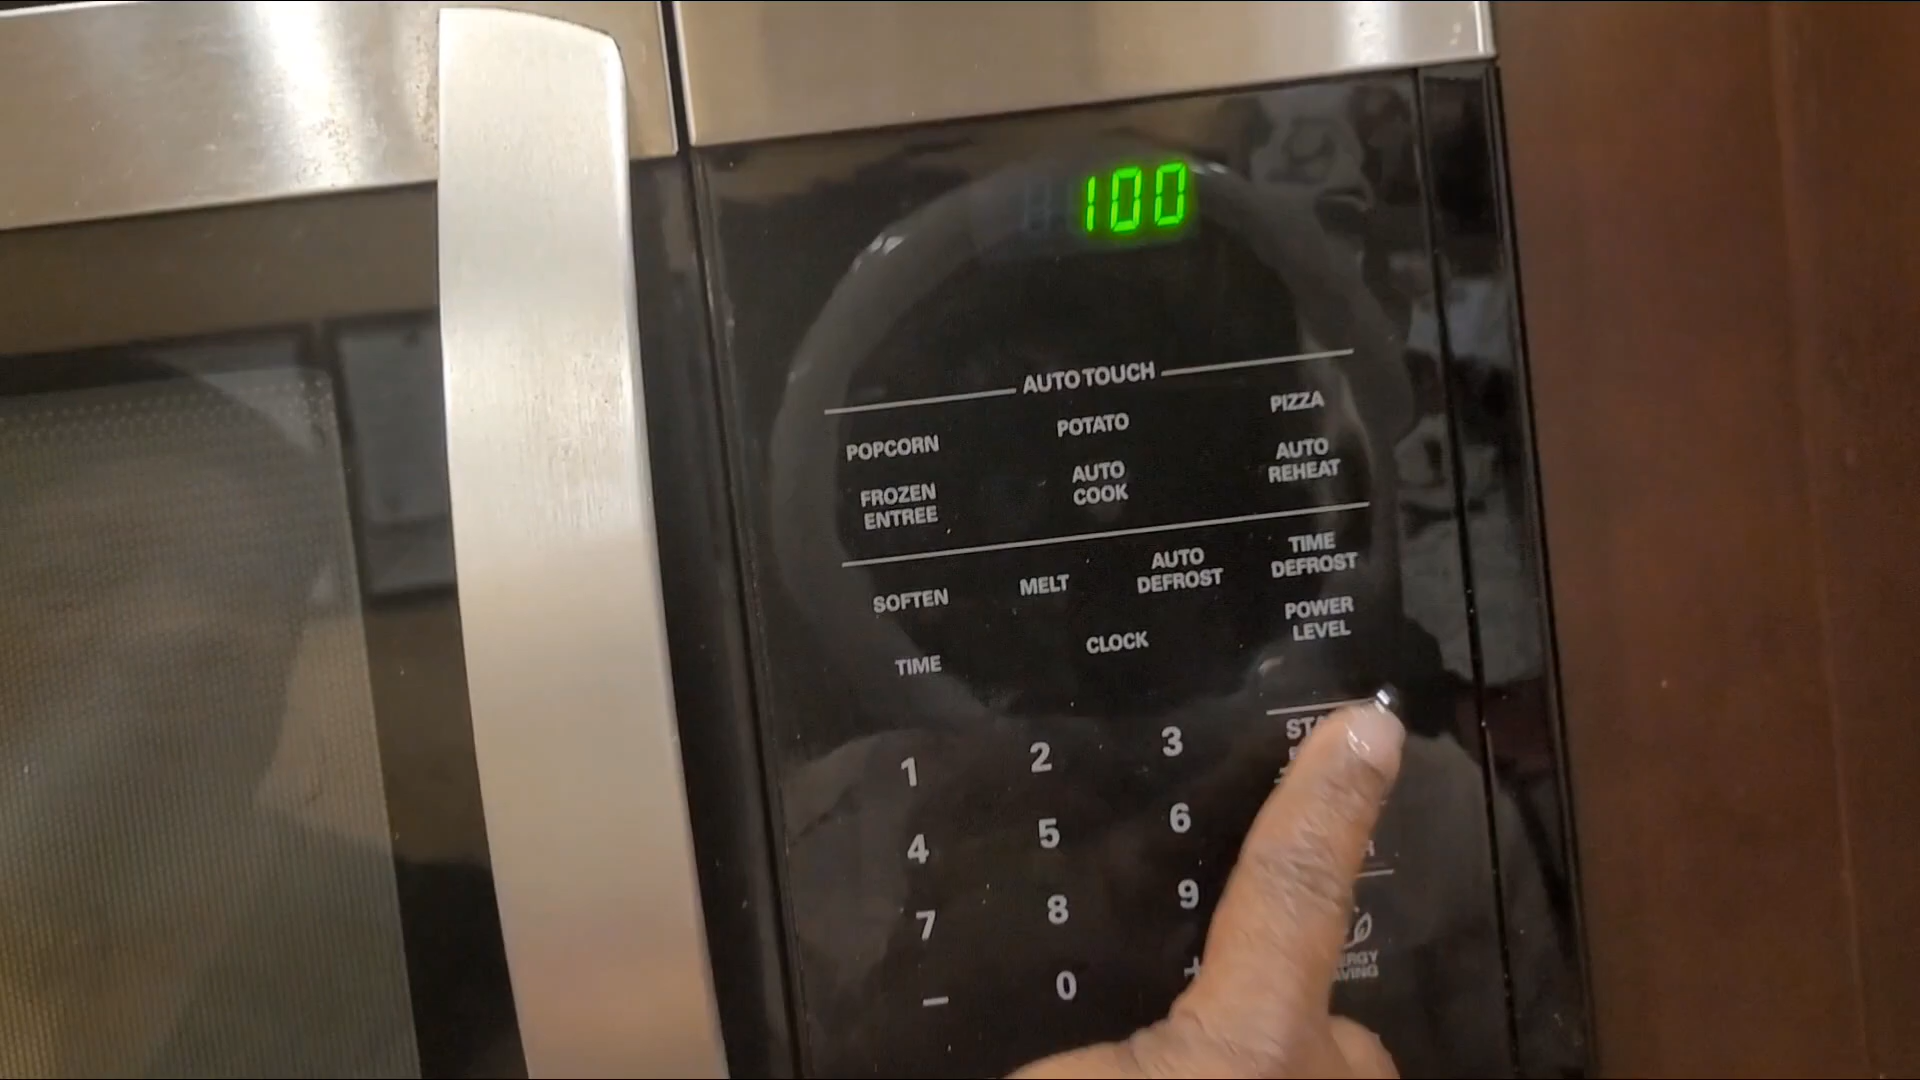 100
AUTO TOUCH
POPCORN
POTATO
PIZZA
FROZEN
ENTREE
AUTO
COOK
AUTO
REHEAT
SOFTEN
MELT
AUTO
DEFROST
TIME
DEFROST
TIME
CLOCK
POWER
LEVEL
1 2 3
4 5 6
7 8 9
– 0 +